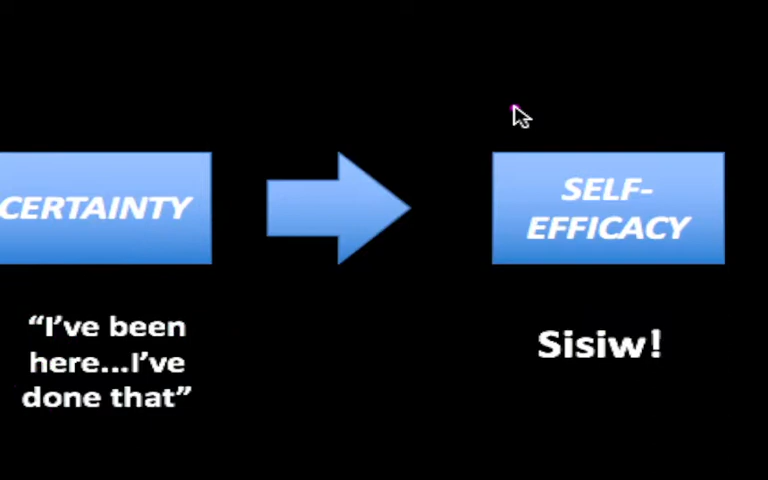 CERTAINTY
SELF-
EFFICACY
“I’ve been
here...I’ve
done that”
Sisiw!